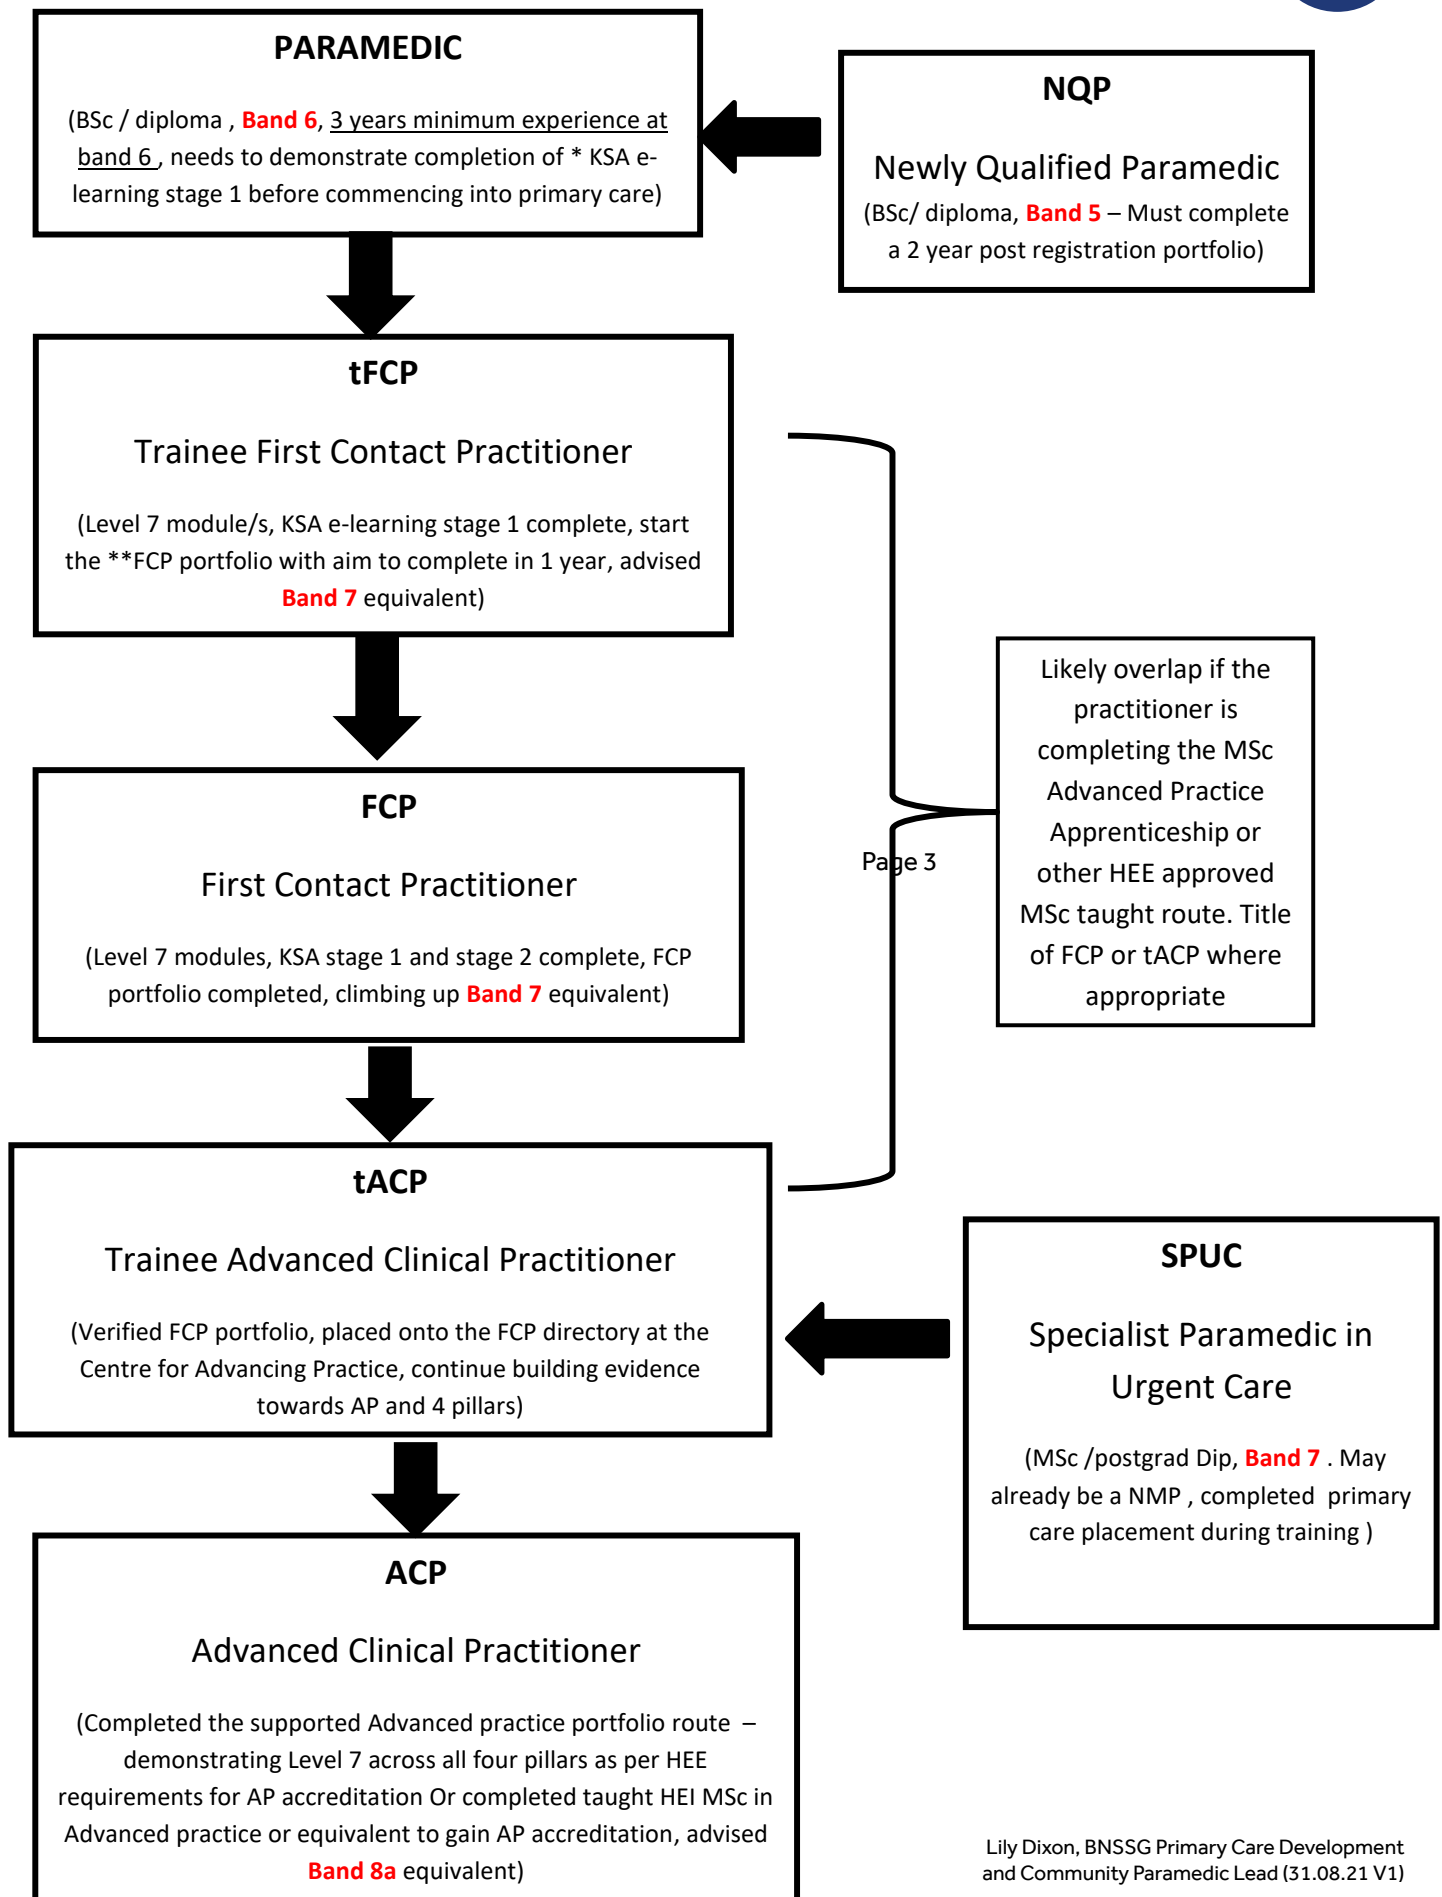 PARAMEDIC
(BSc / diploma , Band 6, 3 years minimum experience at
band 6 , needs to demonstrate completion of * KSA e-
learning stage 1 before commencing into primary care)
NQP
Newly Qualified Paramedic
(BSc/ diploma, Band 5 – Must complete
a 2 year post registration portfolio)
tFCP
Trainee First Contact Practitioner
(Level 7 module/s, KSA e-learning stage 1 complete, start
the **FCP portfolio with aim to complete in 1 year, advised
Band 7 equivalent)
Likely overlap if the
practitioner is
completing the MSc
Advanced Practice
Apprenticeship or
other HEE approved
MSc taught route. Title
of FCP or tACP where
appropriate
FCP
First Contact Practitioner
(Level 7 modules, KSA stage 1 and stage 2 complete, FCP
portfolio completed, climbing up Band 7 equivalent)
Page 3
tACP
Trainee Advanced Clinical Practitioner
(Verified FCP portfolio, placed onto the FCP directory at the
Centre for Advancing Practice, continue building evidence
towards AP and 4 pillars)
SPUC
Specialist Paramedic in
Urgent Care
(MSc /postgrad Dip, Band 7 . May
already be a NMP , completed  primary
care placement during training )
ACP
Advanced Clinical Practitioner
(Completed the supported Advanced practice portfolio route  –
demonstrating Level 7 across all four pillars as per HEE
requirements for AP accreditation Or completed taught HEI MSc in
Advanced practice or equivalent to gain AP accreditation, advised
Band 8a equivalent)
Lily Dixon, BNSSG Primary Care Development
and Community Paramedic Lead (31.08.21 V1)